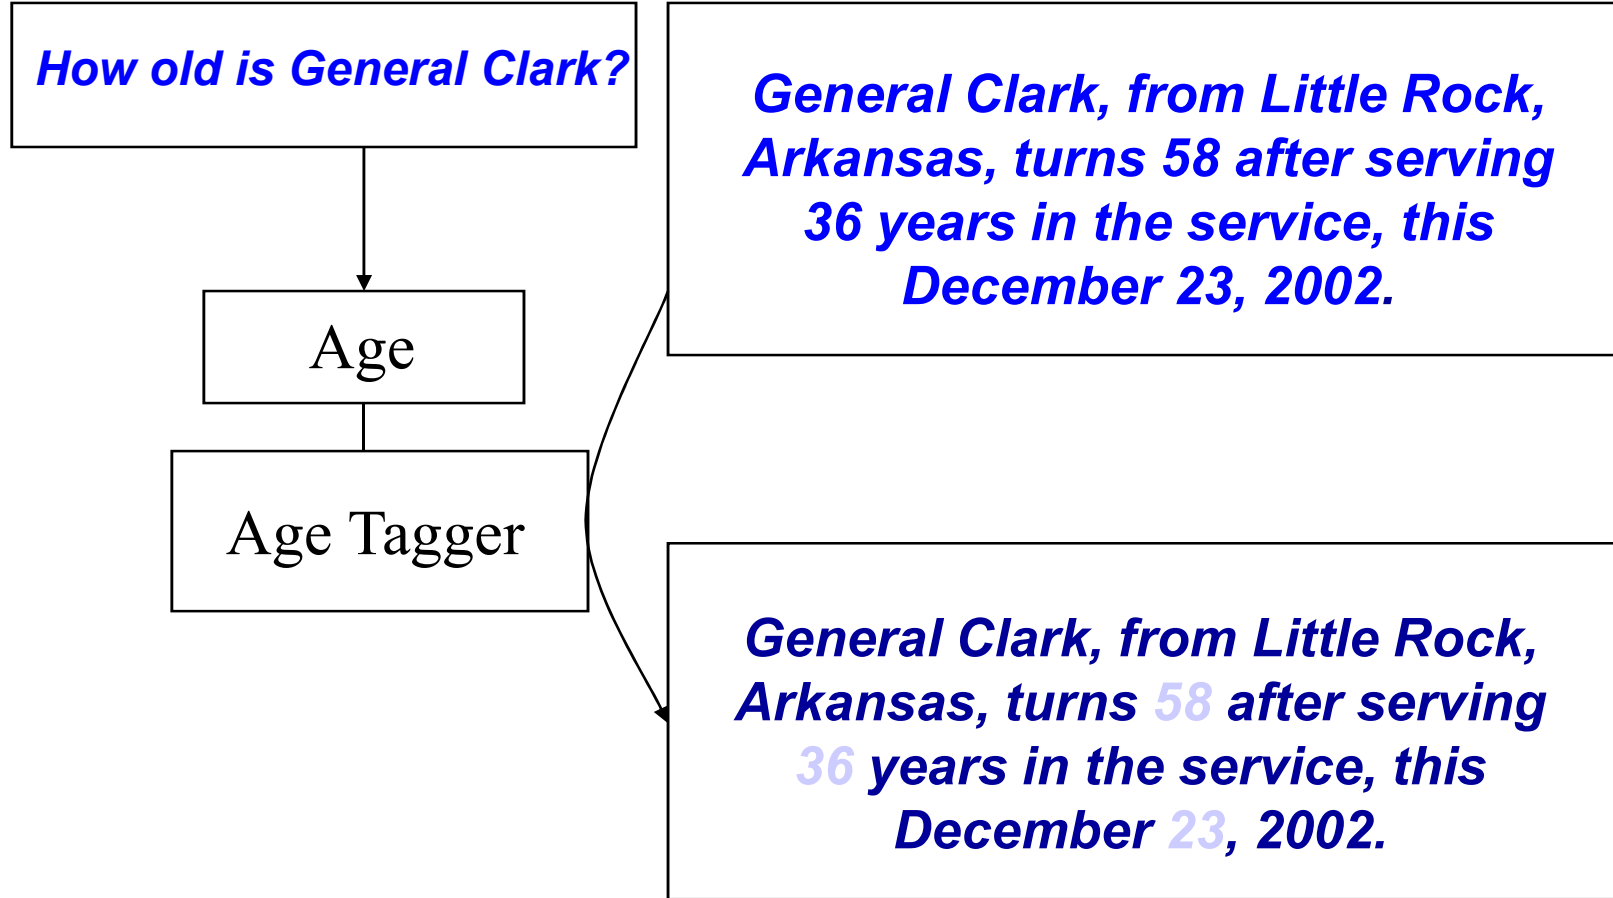 How old is General Clark?
Age
Age Tagger
General Clark, from Little Rock,
Arkansas, turns 58 after serving
36 years in the service, this
December 23, 2002.
General Clark, from Little Rock,
Arkansas, turns 58 after serving
36 years in the service, this
December 23, 2002.